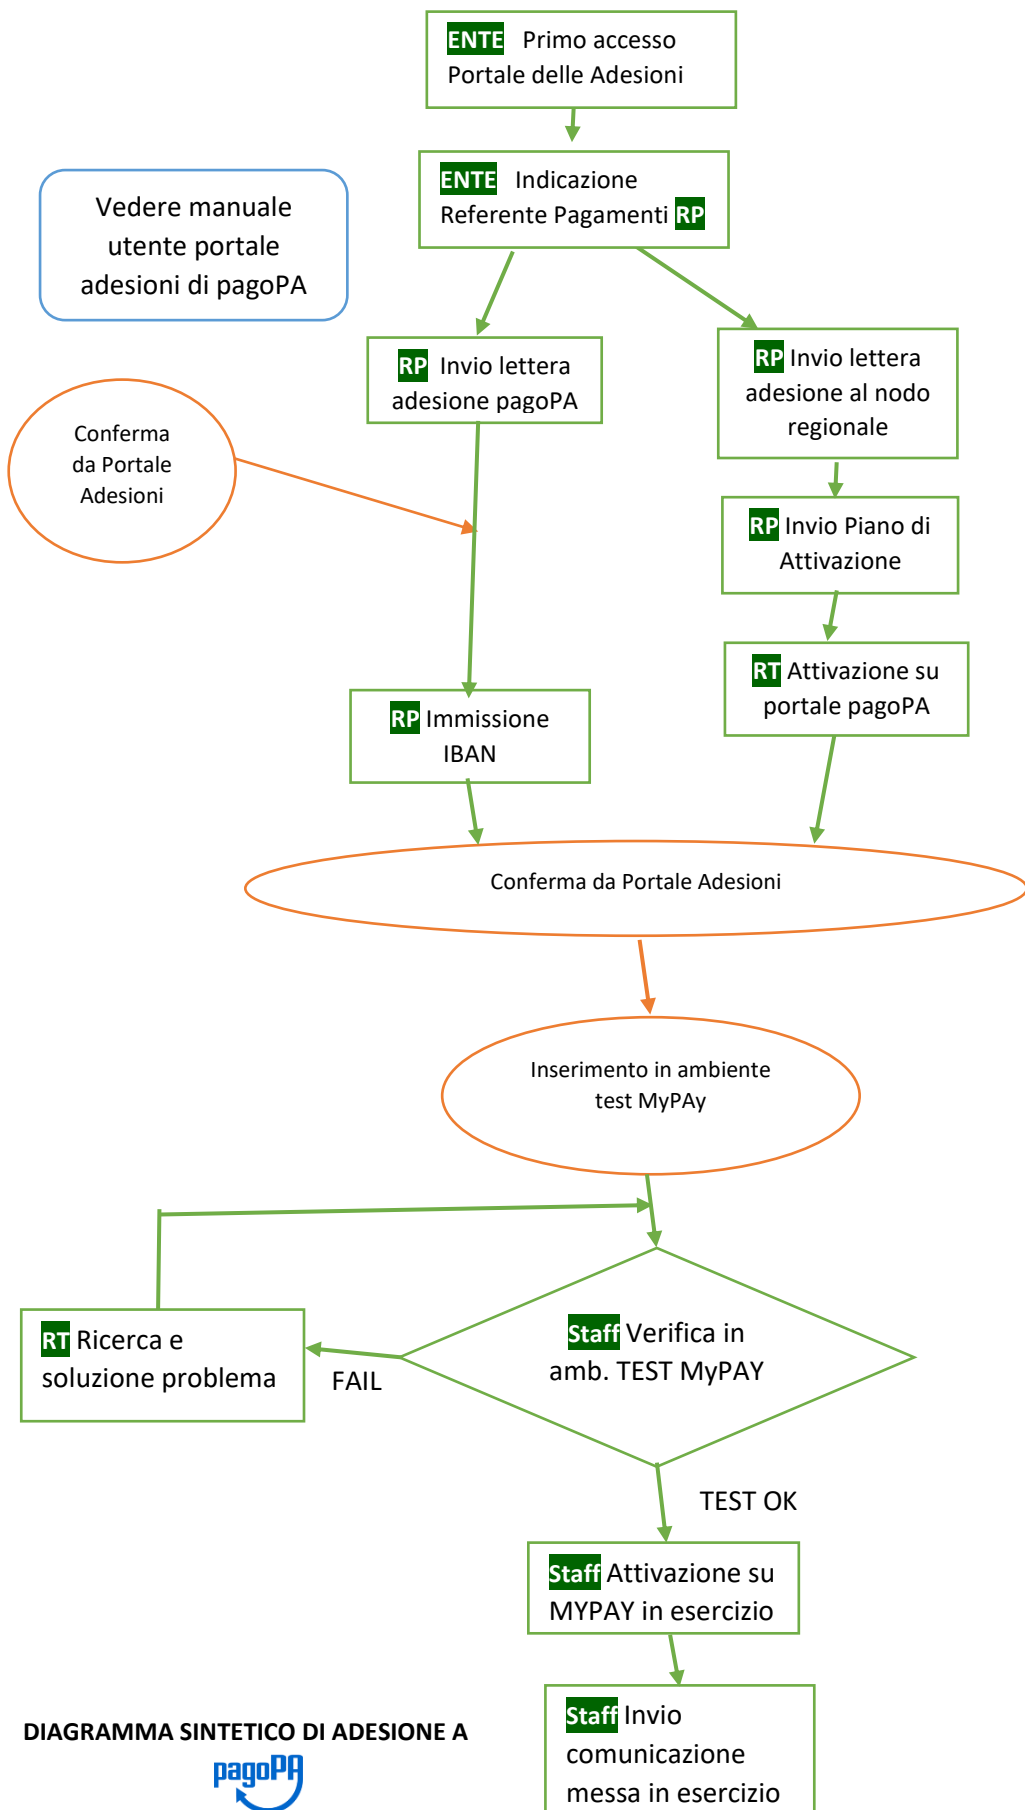 ENTE Primo accesso
Portale delle Adesioni
ENTE Indicazione
Referente Pagamenti RP
Vedere manuale
utente portale
adesioni di pagoPA
RP Invio lettera
adesione pagoPA
RP Invio lettera
adesione al nodo
regionale
Conferma
da Portale
Adesioni
RP Invio Piano di
Attivazione
RT Attivazione su
portale pagoPA
RP Immissione
IBAN
Conferma da Portale Adesioni
Inserimento in ambiente
test MyPAy
Staff Verifica in
amb. TEST MyPAY
RT Ricerca e
soluzione problema
FAIL
TEST OK
Staff Attivazione su
MYPAY in esercizio
Staff Invio
comunicazione
messa in esercizio
DIAGRAMMA SINTETICO DI ADESIONE A
pagoPA